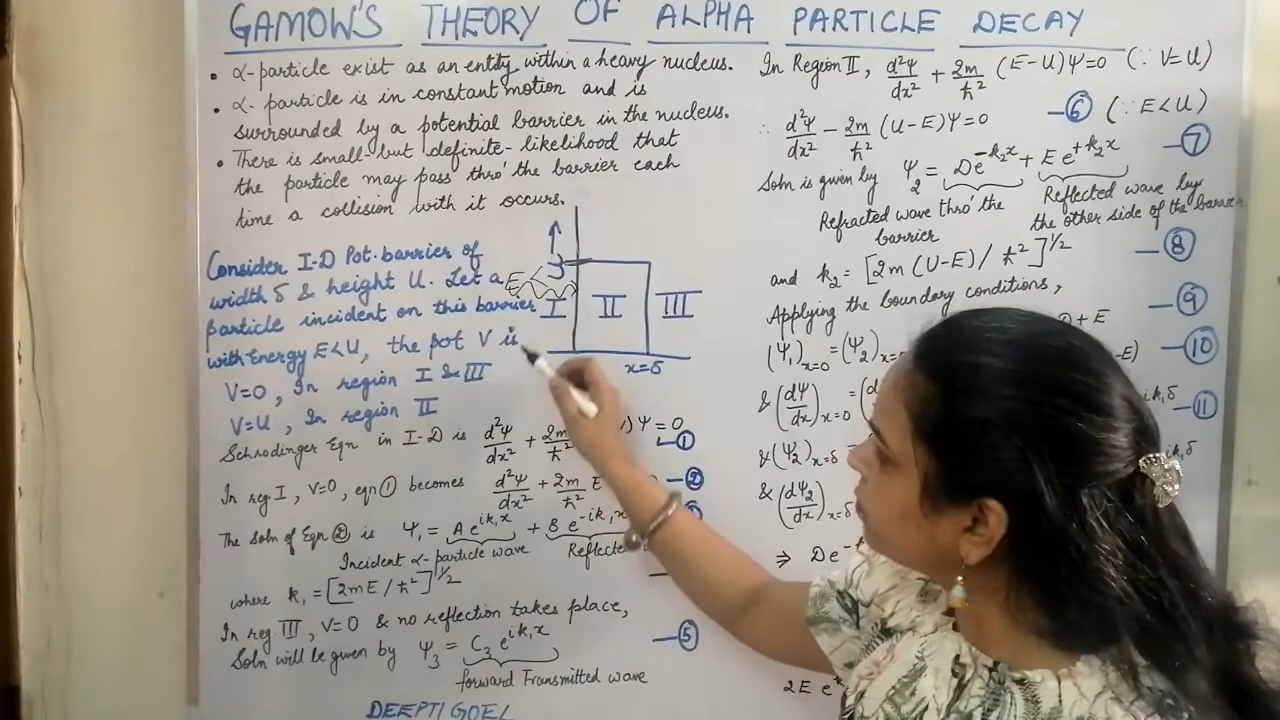 GAMOW'S THEORY OF ALPHA PARTICLE DECAY
• α-particle exist as an entity within a heavy nucleus.
• α-particle is in constant motion and is
surrounded by a potential barrier in the nucleus.
• There is small but definite likelihood that
the particle may pass thro' the barrier each
time a collision with it occurs.
Consider 1-D Pot. barrier of
width δ & height U. Let a
particle incident on this barrier
with Energy E<U, the pot V is
V=0, In region I & III
V=U, In region II
E
U
I II III
x=δ
Schrodinger Eqn in 1-D is d²ψ/dx² + 2m/ħ² )ψ=0 —①
In reg. I, V=0, eqn ① becomes d²ψ/dx² + 2m/ħ² E —②
The soln of Eqn ② is ψ₁ = A e^{ik₁x} + B e^{-ik₁x}
Incident α-particle wave Reflected
where k₁ = [2mE/ħ²]^{1/2}
In reg. III, V=0 & no reflection takes place,
Soln will be given by ψ₃ = C₃ e^{ik₁x} —⑤
forward Transmitted wave
DEEPTI GOEL
In Region II, d²ψ/dx² + 2m/ħ² (E-U)ψ=0 (∵ V=U)
∴ d²ψ/dx² − 2m/ħ² (U-E)ψ=0 —⑥ (∵ E<U)
Soln is given by ψ₂ = De^{-k₂x} + E e^{+k₂x} —⑦
Refracted wave thro' the barrier
Reflected wave by the other side of the barrier
and k₂ = [2m (U-E)/ħ²]^{1/2} —⑧
Applying the boundary conditions,
(ψ₁)ₓ₌₀ = (ψ₂)ₓ₌ D + E —⑨
& (dψ/dx)ₓ₌₀ = (d -E) —⑩
& (ψ₂)ₓ₌δ = ik₁δ —⑪
& (dψ₂/dx)ₓ₌δ ik₁δ
⇒ De^-
2E e